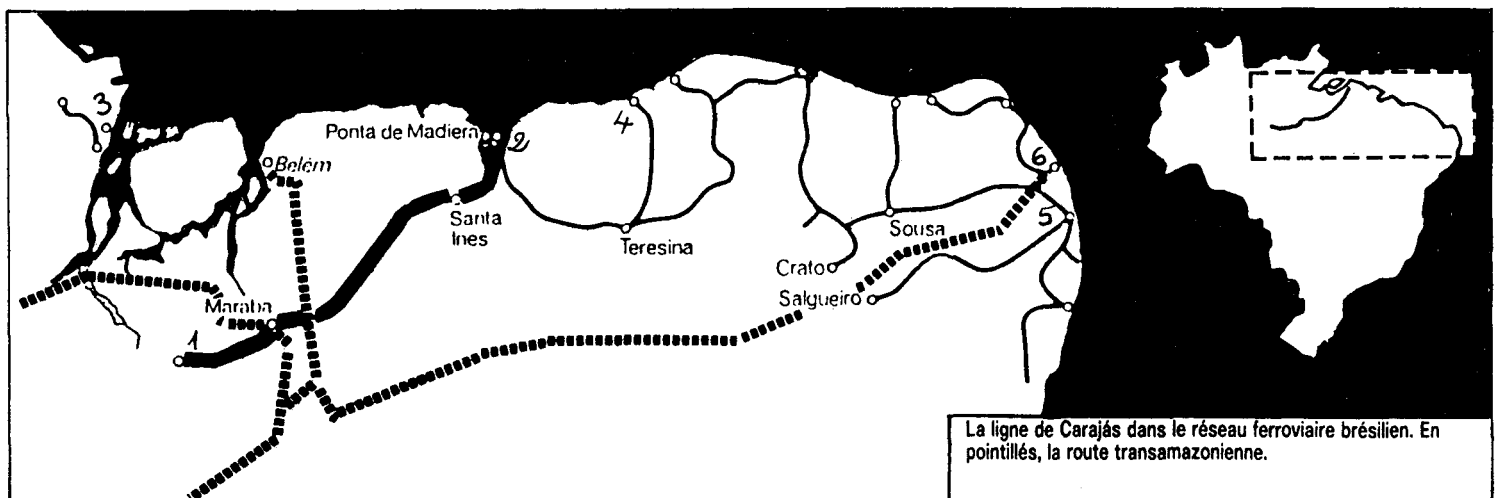 3
4
Ponta de Madiera
2
Belém
6
Santa
Ines
Teresina
Sousa
5
Crato
Salgueiro
Maraba
1
La ligne de Carajás dans le réseau ferroviaire brésilien. En
pointillés, la route transamazonienne.